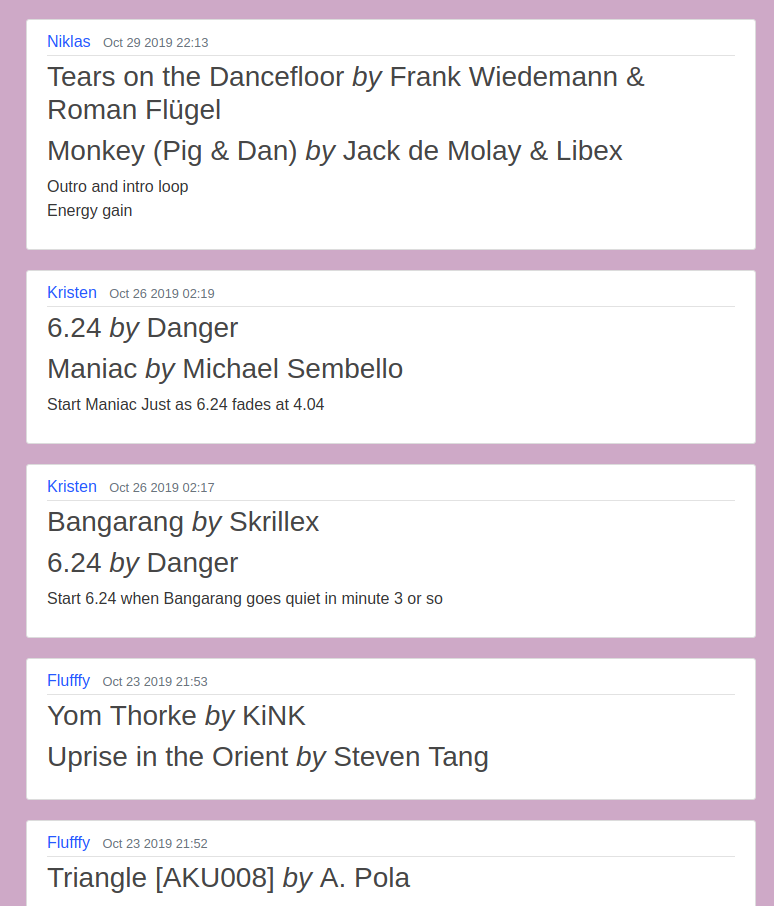 Niklas Oct 29 2019 22:13
Tears on the Dancefloor by Frank Wiedemann &
Roman Flügel
Monkey (Pig & Dan) by Jack de Molay & Libex
Outro and intro loop
Energy gain
Kristen Oct 26 2019 02:19
6.24 by Danger
Maniac by Michael Sembello
Start Maniac Just as 6.24 fades at 4.04
Kristen Oct 26 2019 02:17
Bangarang by Skrillex
6.24 by Danger
Start 6.24 when Bangarang goes quiet in minute 3 or so
Flufffy Oct 23 2019 21:53
Yom Thorke by KiNK
Uprise in the Orient by Steven Tang
Flufffy Oct 23 2019 21:52
Triangle [AKU008] by A. Pola